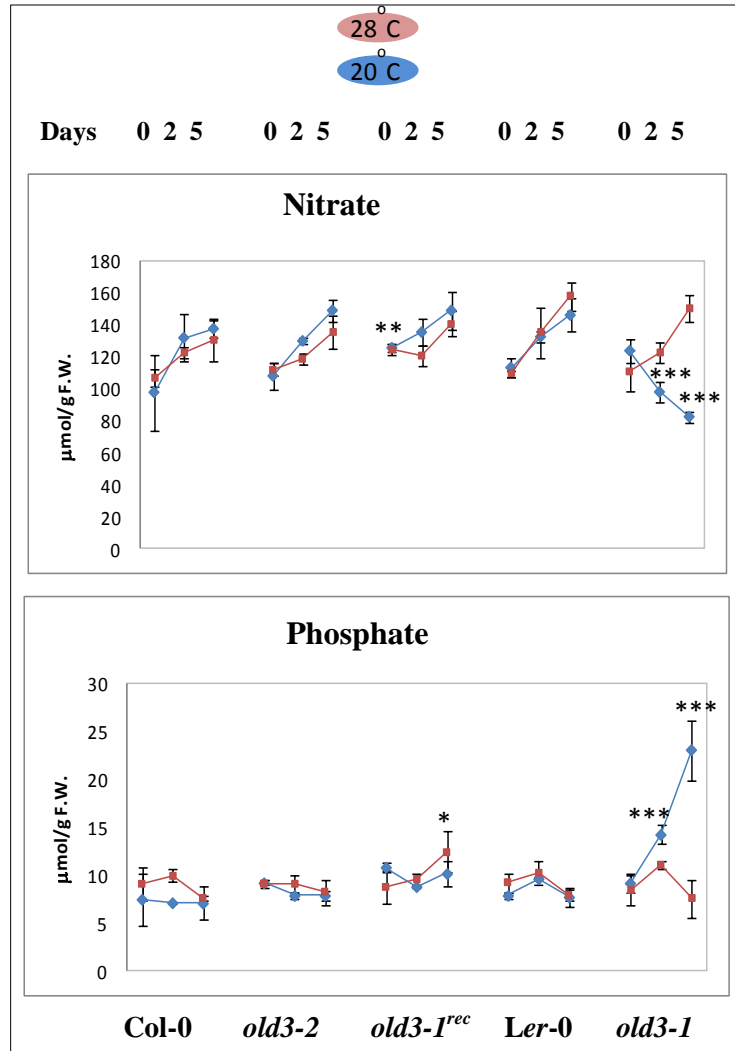 28 °C
20 °C
Days 0 2 5 0 2 5 0 2 5 0 2 5 0 2 5
Nitrate
180
160
140
120
100
80
60
40
20
0
µmol/g F.W.
**
***
***
Phosphate
30
25
20
15
10
5
0
µmol/g F.W.
*
***
***
Col-0 old3-2 old3-1rec Ler-0 old3-1